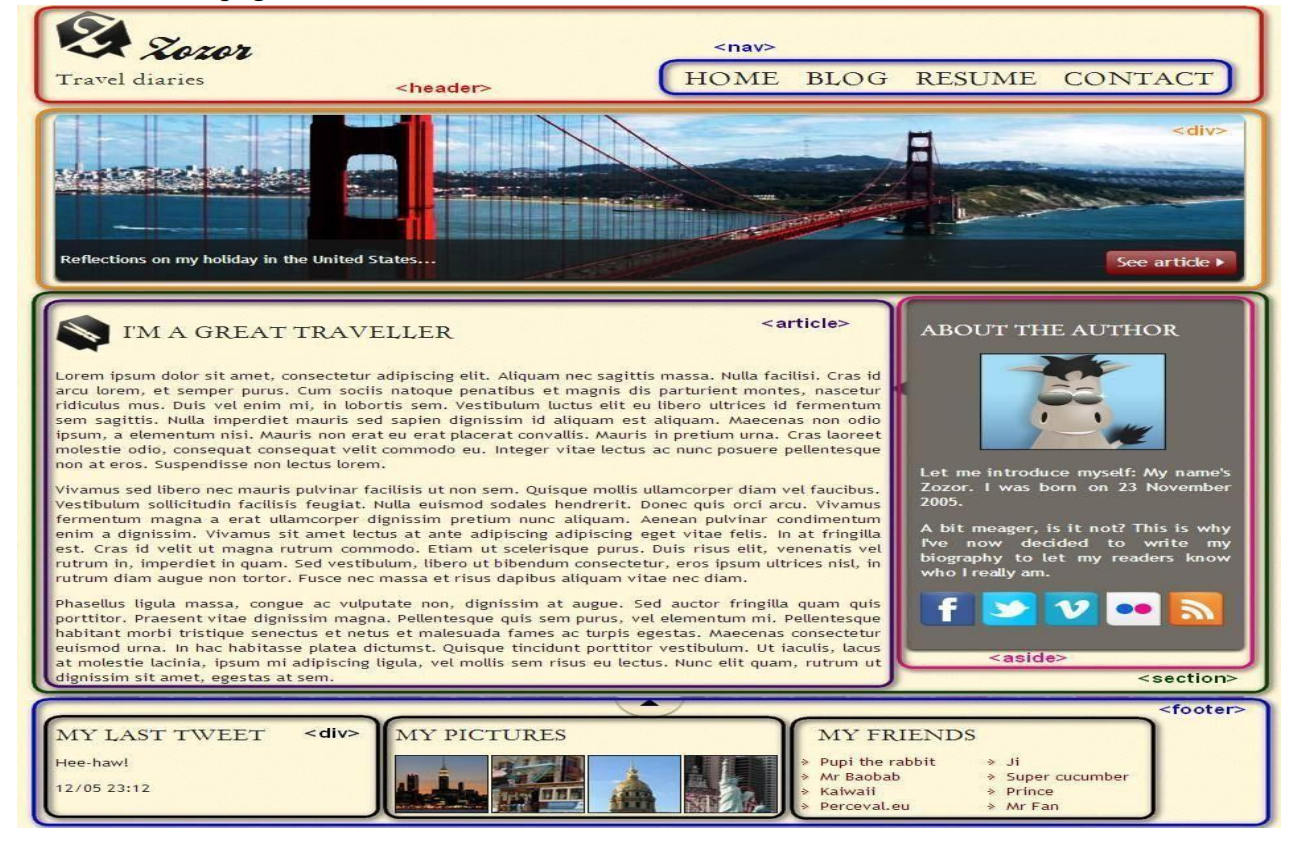 Zozor
Travel diaries
<header>
<nav>
HOME BLOG RESUME CONTACT
<div>
Reflections on my holiday in the United States...
See article
I'M A GREAT TRAVELLER
<article>
Lorem ipsum dolor sit amet, consectetur adipiscing elit. Aliquam nec sagittis massa. Nulla facilisi. Cras id
arcu lorem, et semper purus. Cum sociis natoque penatibus et magnis dis parturient montes, nascetur
ridiculus mus. Duis vel enim mi, in lobortis sem. Vestibulum luctus elit eu libero ultrices id fermentum
sem sagittis. Nulla imperdiet mauris sed sapien dignissim id aliquam est aliquam. Maecenas non odio
ipsum, a elementum nisi. Mauris non erat eu erat placerat convallis. Mauris in pretium urna. Cras laoreet
molestie odio, consequat consequat velit commodo eu. Integer vitae lectus ac nunc posuere pellentesque
non at eros. Suspendisse non lectus lorem.
Vivamus sed libero nec mauris pulvinar facilisis ut non sem. Quisque mollis ullamcorper diam vel faucibus.
Vestibulum sollicitudin facilisis feugiat. Nulla euismod sodales hendrerit. Donec quis orci arcu. Vivamus
fermentum magna a erat ullamcorper dignissim pretium nunc aliquam. Aenean pulvinar condimentum
enim a dignissim. Vivamus sit amet lectus at ante adipiscing adipiscing eget vitae felis. In at fringilla
est. Cras id velit ut magna rutrum commodo. Etiam ut scelerisque purus. Duis risus elit, venenatis vel
rutrum in, imperdiet in quam. Sed vestibulum, libero ut bibendum consectetur, eros ipsum ultrices nisl, in
rutrum diam augue non tortor. Fusce nec massa et risus dapibus aliquam vitae nec diam.
Phasellus ligula massa, congue ac vulputate non, dignissim at augue. Sed auctor fringilla quam quis
porttitor. Praesent vitae dignissim magna. Pellentesque quis sem purus, vel elementum mi. Pellentesque
habitant morbi tristique senectus et netus et malesuada fames ac turpis egestas. Maecenas consectetur
euismod urna. In hac habitasse platea dictumst. Quisque tincidunt porttitor vestibulum. Ut iaculis, lacus
at molestie lacinia, ipsum mi adipiscing ligula, vel mollis sem risus eu lectus. Nunc elit quam, rutrum ut
dignissim sit amet, egestas at sem.
ABOUT THE AUTHOR
Let me introduce myself: My name's
Zozor. I was born on 23 November
2005.
A bit meager, is it not? This is why
I've now decided to write my
biography to let my readers know
who I really am.
<aside>
<section>
<footer>
MY LAST TWEET
<div>
Hee-haw!
12/05 23:12
MY PICTURES
MY FRIENDS
Pupi the rabbit
Mr Baobab
Kaiwaii
Perceval.eu
Ji
Super cucumber
Prince
Mr Fan